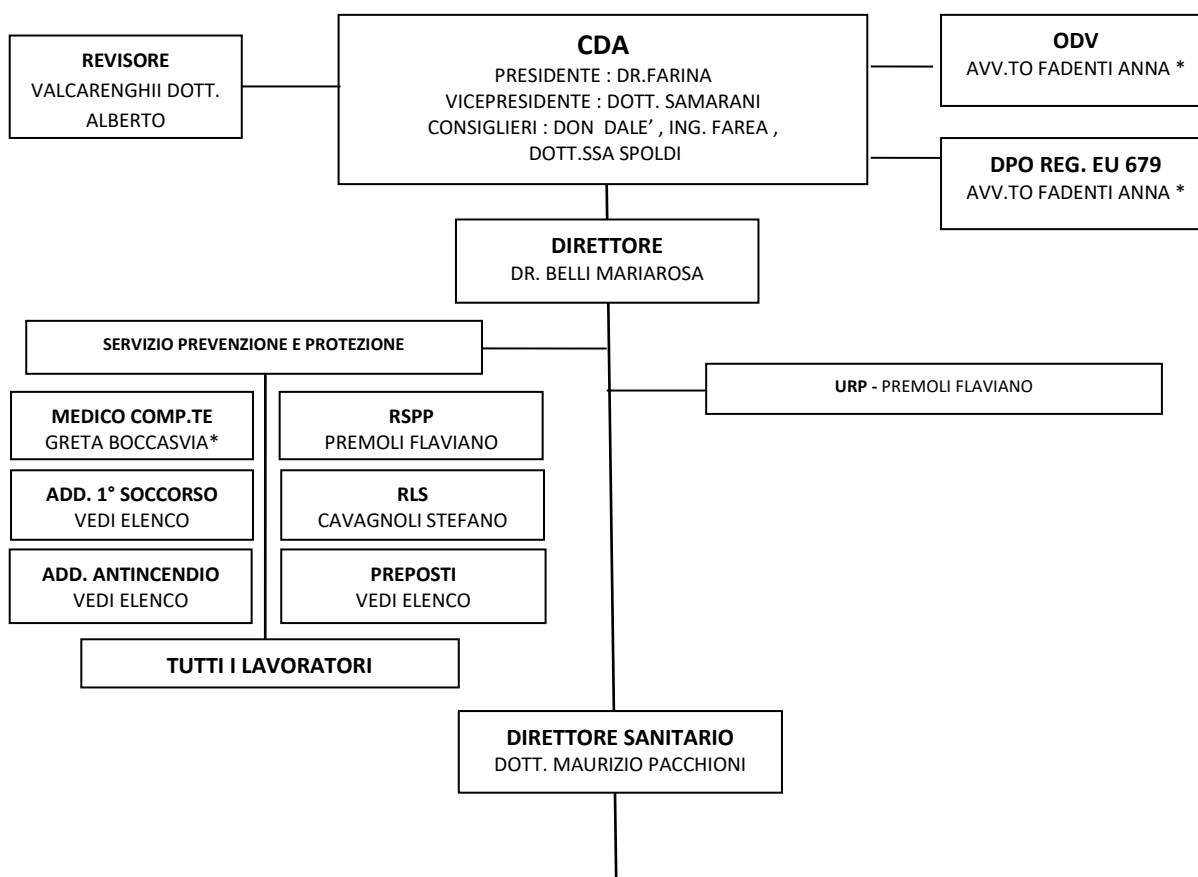 REVISORE
VALCARENGHII DOTT.
ALBERTO
CDA
PRESIDENTE : DR.FARINA
VICEPRESIDENTE : DOTT. SAMARANI
CONSIGLIERI : DON DALE’ , ING. FAREA ,
DOTT.SSA SPOLDI
ODV
AVV.TO FADENTI ANNA *
DPO REG. EU 679
AVV.TO FADENTI ANNA *
DIRETTORE
DR. BELLI MARIAROSA
SERVIZIO PREVENZIONE E PROTEZIONE
URP - PREMOLI FLAVIANO
MEDICO COMP.TE
GRETA BOCCASVIA*
RSPP
PREMOLI FLAVIANO
ADD. 1° SOCCORSO
VEDI ELENCO
RLS
CAVAGNOLI STEFANO
ADD. ANTINCENDIO
VEDI ELENCO
PREPOSTI
VEDI ELENCO
TUTTI I LAVORATORI
DIRETTORE SANITARIO
DOTT. MAURIZIO PACCHIONI